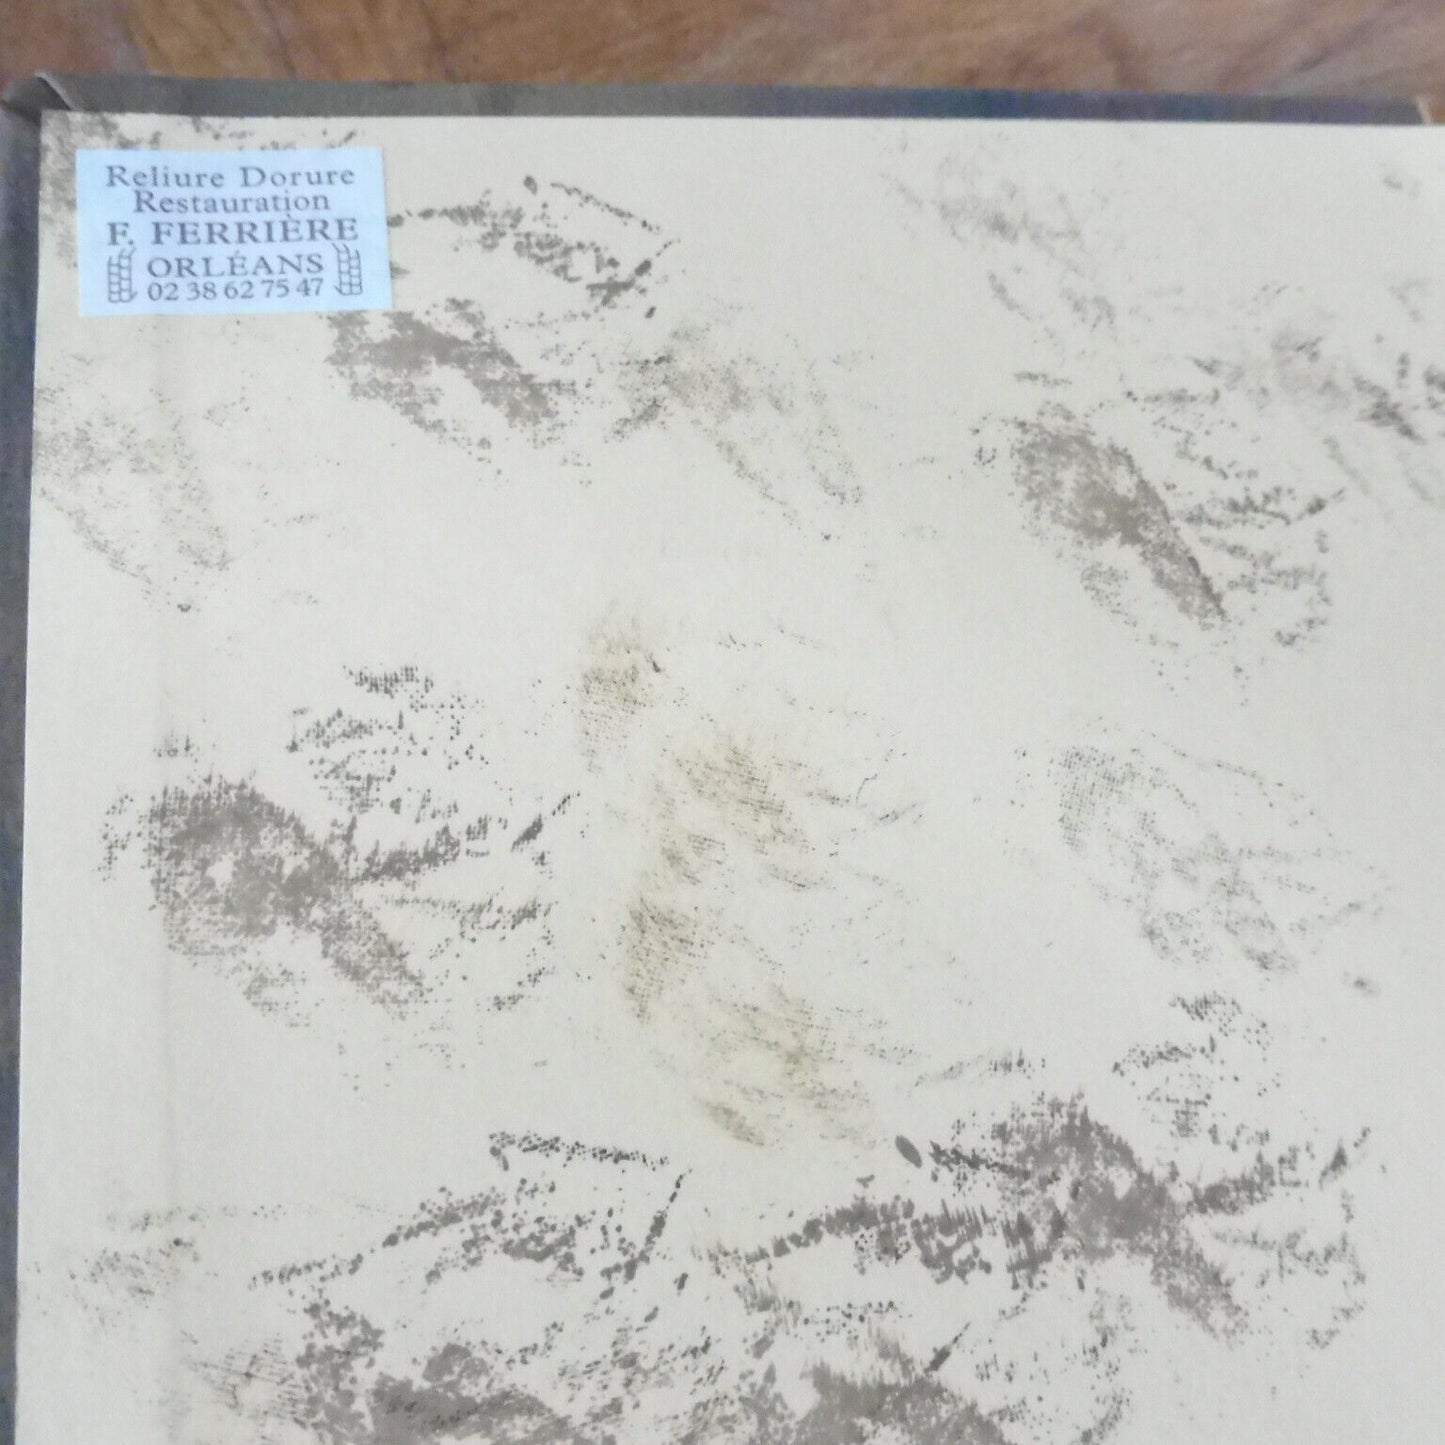 Reliure Dorure
Restauration
F. FERRIÈRE
ORLÉANS
02 38 62 75 47